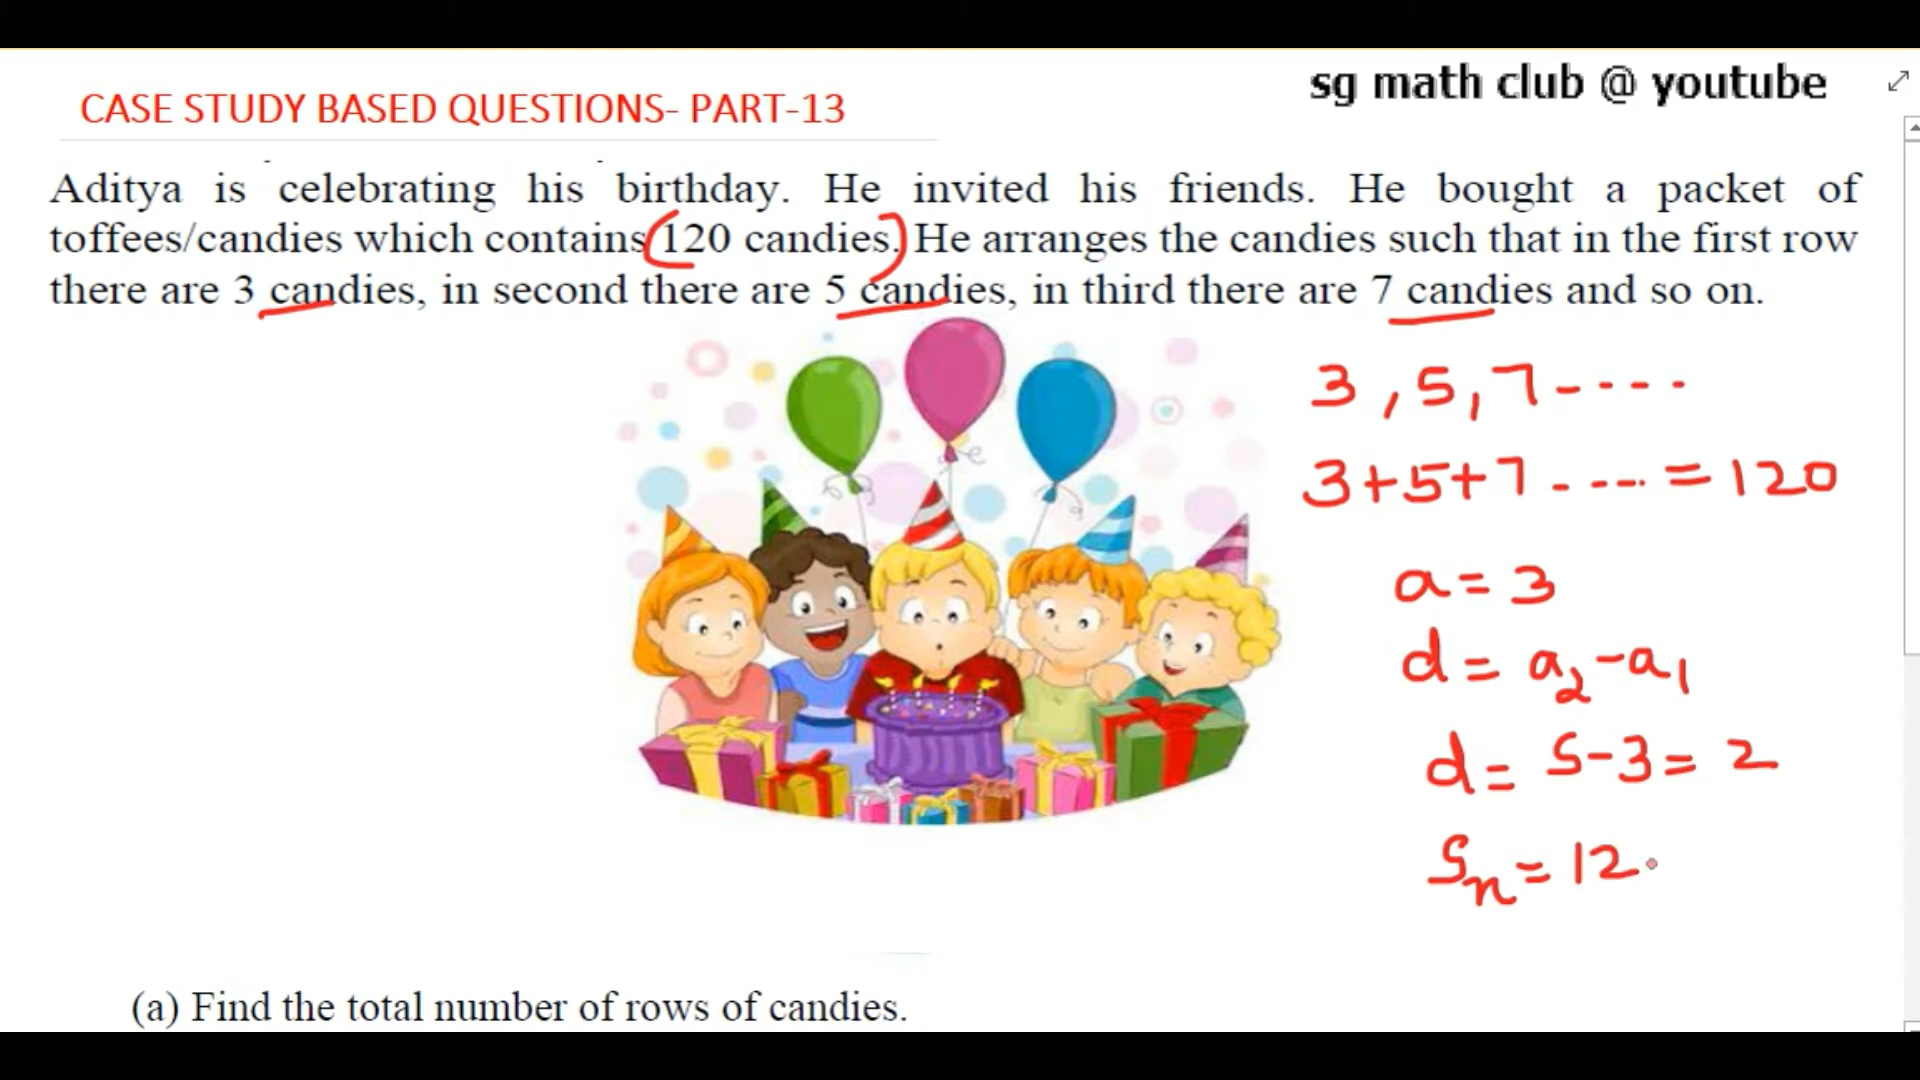 sg math club @ youtube
CASE STUDY BASED QUESTIONS- PART-13
Aditya is celebrating his birthday. He invited his friends. He bought a packet of
toffees/candies which contains 120 candies. He arranges the candies such that in the first row
there are 3 candies, in second there are 5 candies, in third there are 7 candies and so on.
3 , 5, 7 - - - -
3+5+7 - - - - = 120
a = 3
d = a₂ - a₁
d = 5-3 = 2
Sₙ = 12
(a) Find the total number of rows of candies.